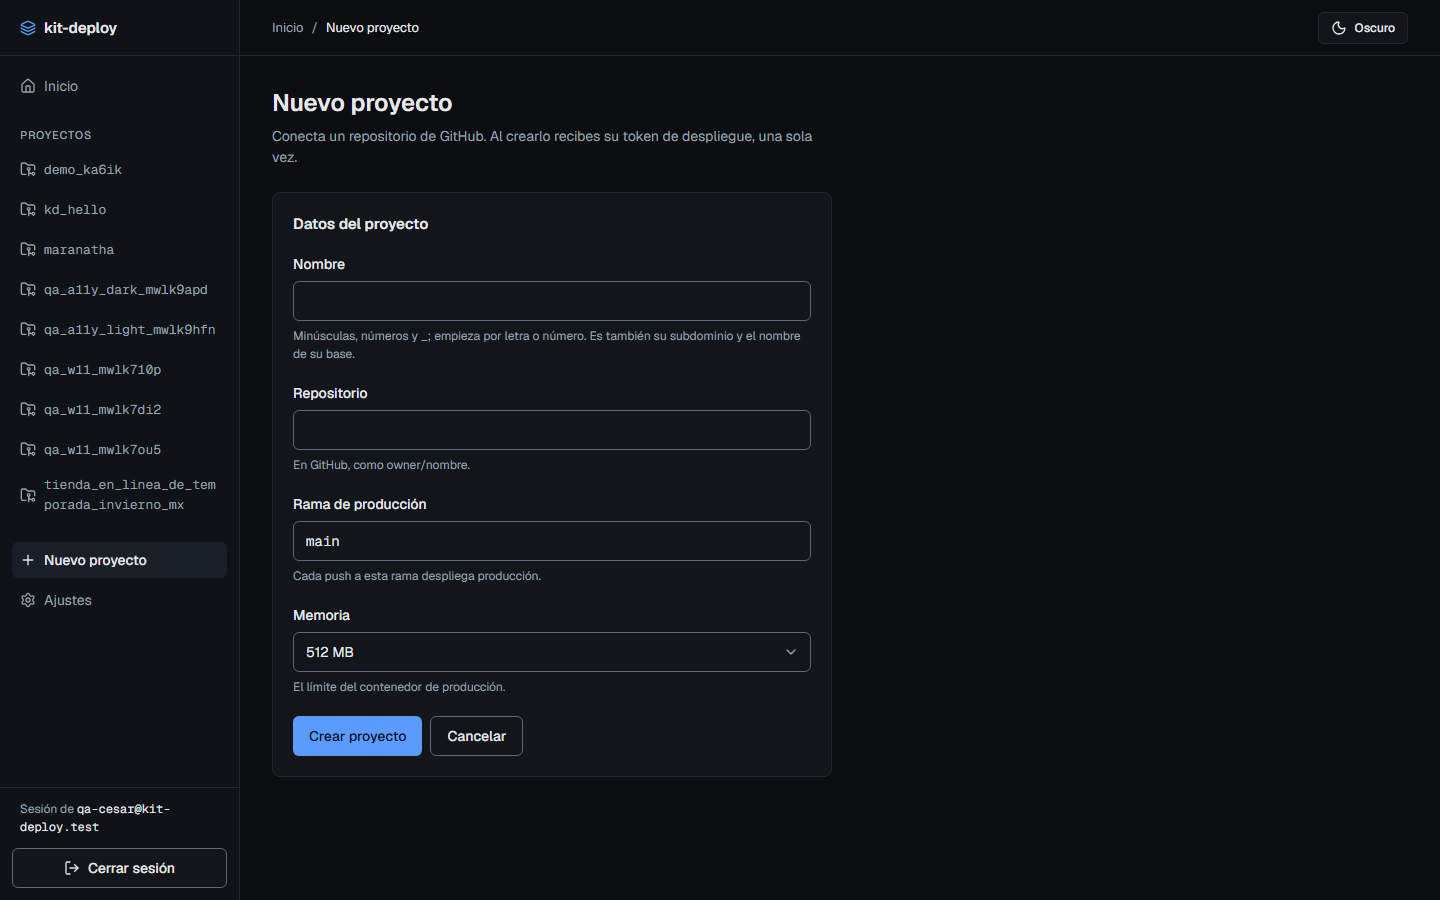 kit-deploy
Inicio / Nuevo proyecto
Oscuro
Inicio
PROYECTOS
demo_ka6ik
kd_hello
maranatha
qa_a11y_dark_mwlk9apd
qa_a11y_light_mwlk9hfn
qa_w11_mwlk710p
qa_w11_mwlk7di2
qa_w11_mwlk7ou5
tienda_en_linea_de_tem
porada_invierno_mx
Nuevo proyecto
Ajustes
Sesión de qa-cesar@kit-
deploy.test
Cerrar sesión
Nuevo proyecto
Conecta un repositorio de GitHub. Al crearlo recibes su token de despliegue, una sola
vez.
Datos del proyecto
Nombre
Minúsculas, números y _; empieza por letra o número. Es también su subdominio y el nombre
de su base.
Repositorio
En GitHub, como owner/nombre.
Rama de producción
main
Cada push a esta rama despliega producción.
Memoria
512 MB
El límite del contenedor de producción.
Crear proyecto
Cancelar